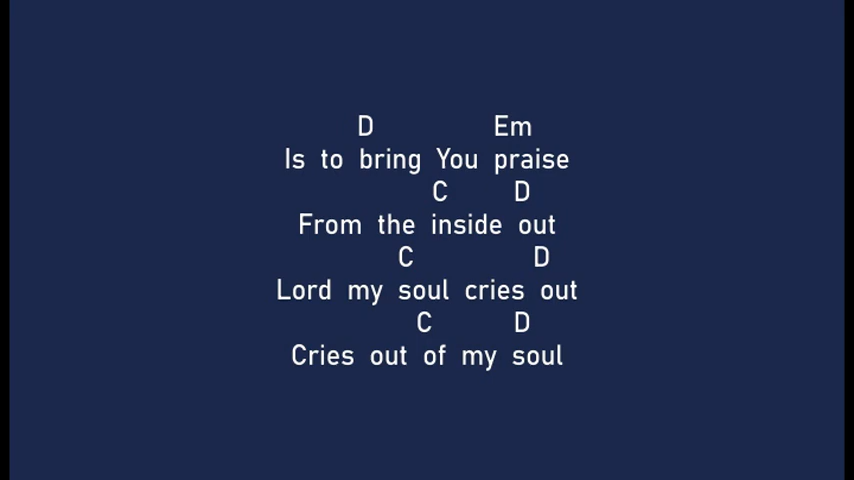 D Em
Is to bring You praise
C D
From the inside out
C D
Lord my soul cries out
C D
Cries out of my soul